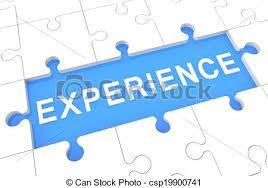 EXPERIENCE
© Can Stock Photo - csp19900741